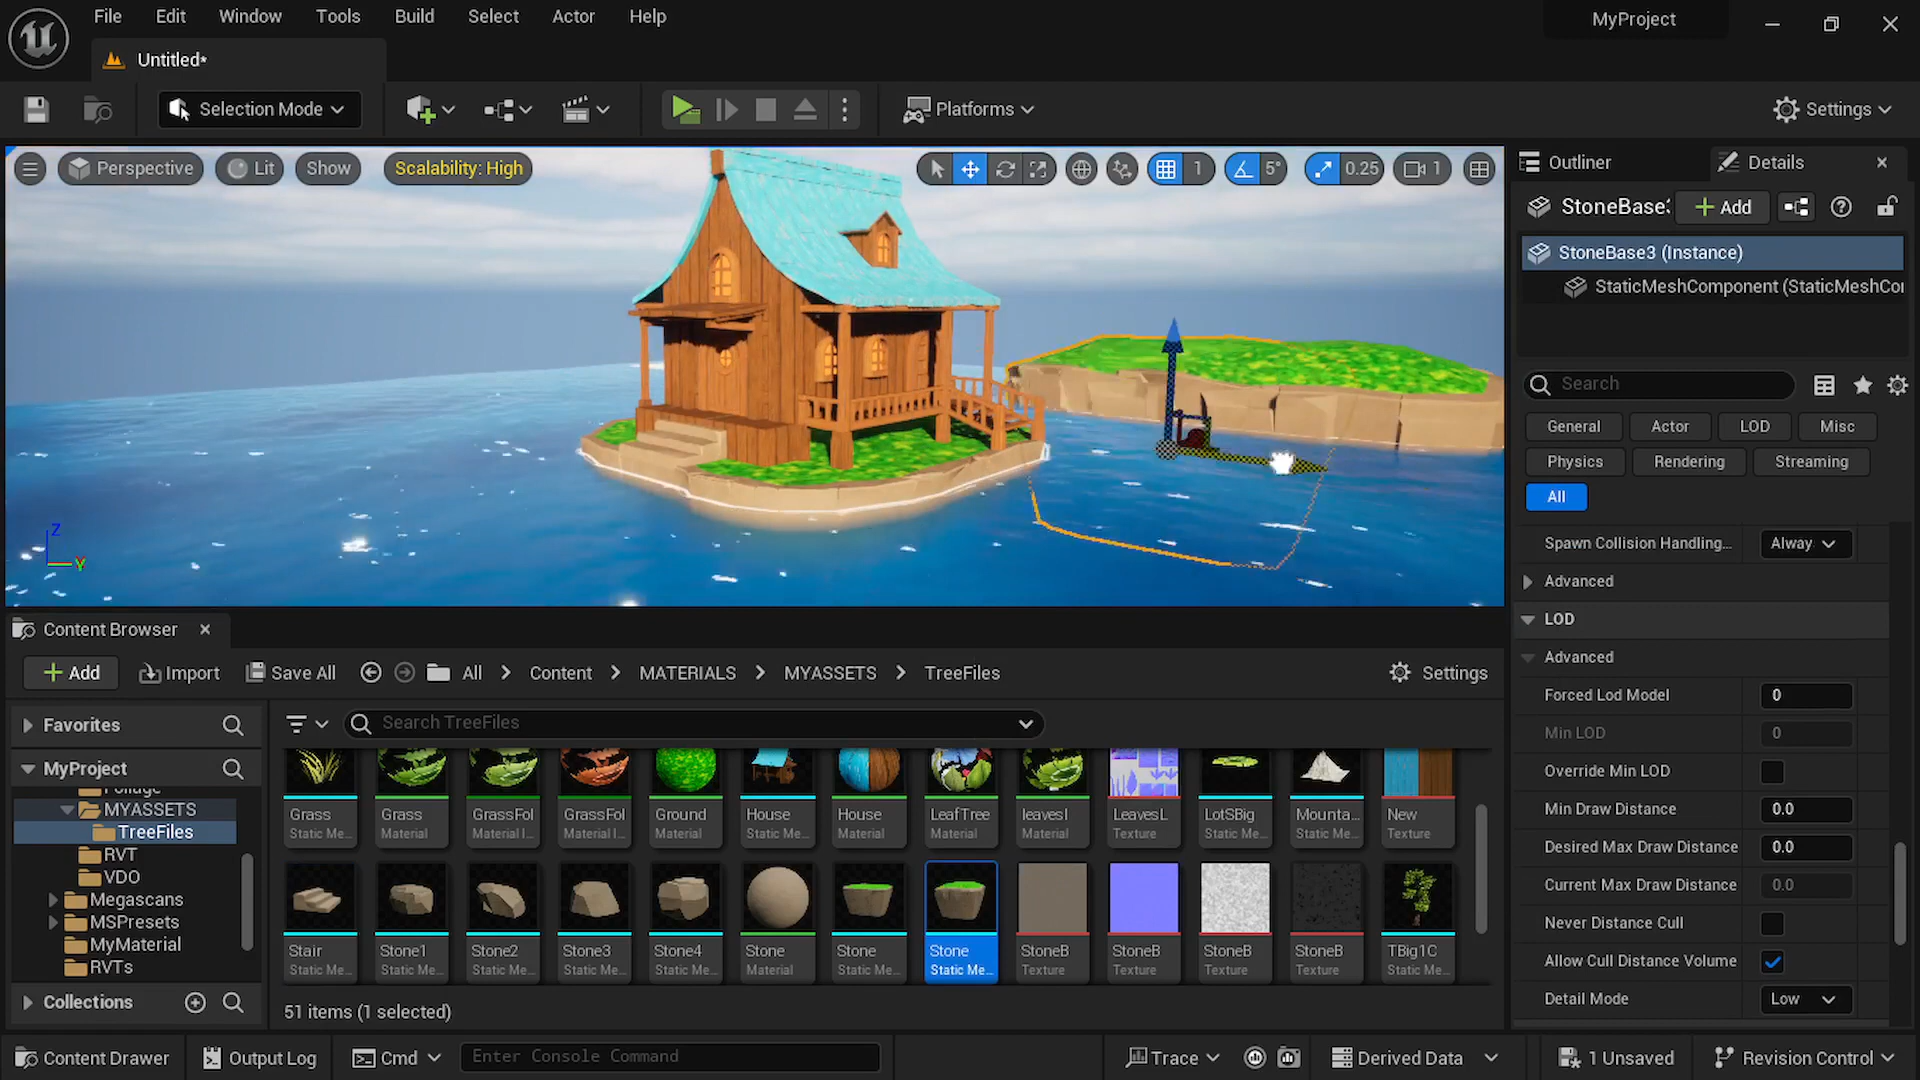 File Edit Window Tools Build Select Actor Help
MyProject
Untitled*
Selection Mode
Platforms
Settings
Perspective Lit Show Scalability: High
1 5° 0.25 1
Outliner Details
Add
StoneBase3 (Instance)
StaticMeshComponent
Search
General Actor LOD Misc
Physics Rendering Streaming
All
Spawn Collision Handling...
Advanced
LOD
Advanced
Forced Lod Model 0
Min LOD 0
Override Min LOD
Min Draw Distance 0.0
Desired Max Draw Distance 0.0
Current Max Draw Distance 0.0
Never Distance Cull
Allow Cull Distance Volume
Detail Mode Low
Z
Y
Content Browser
Add Import Save All All > Content > MATERIALS > MYASSETS > TreeFiles Settings
Favorites
Search TreeFiles
MyProject
MYASSETS
TreeFiles
RVT
VDO
Megascans
MSPresets
MyMaterial
RVTs
Collections
Grass Grass GrassFol GrassFol Ground House House LeafTree leavesI LeavesL LotSBig Mounta... New
Static Me... Material Material I... Material I... Material Static Me... Material Material Material Texture Static Me... Static Me... Texture
Stair Stone1 Stone2 Stone3 Stone4 Stone Stone Stone StoneB StoneB StoneB StoneB TBig1C
Static Me... Static Me... Static Me... Static Me... Static Me... Material Static Me... Static Me... Texture Texture Texture Texture Static Me...
51 items (1 selected)
Content Drawer Output Log Cmd Enter Console Command Trace Derived Data 1 Unsaved Revision Control